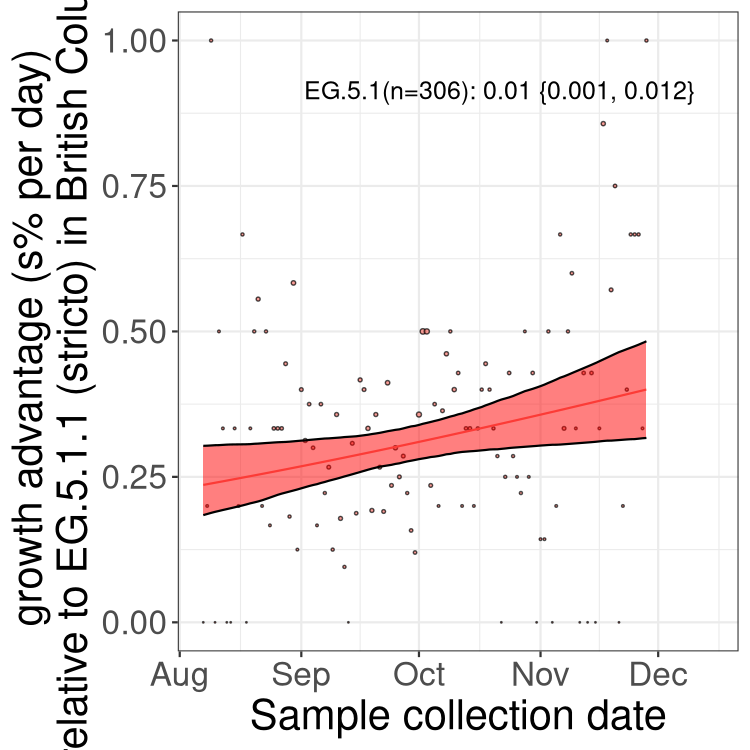 growth advantage (s% per day)
relative to EG.5.1.1 (stricto) in British Colu
1.00
0.75
0.50
0.25
0.00
EG.5.1(n=306): 0.01 {0.001, 0.012}
Aug Sep Oct Nov Dec
Sample collection date